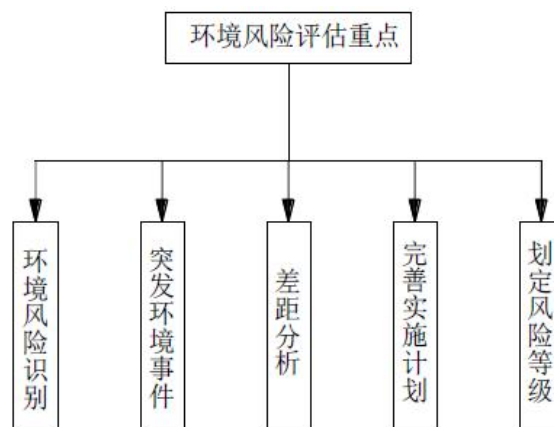 环境风险评估重点
环境风险识别
突发环境事件
差距分析
完善实施计划
划定风险等级